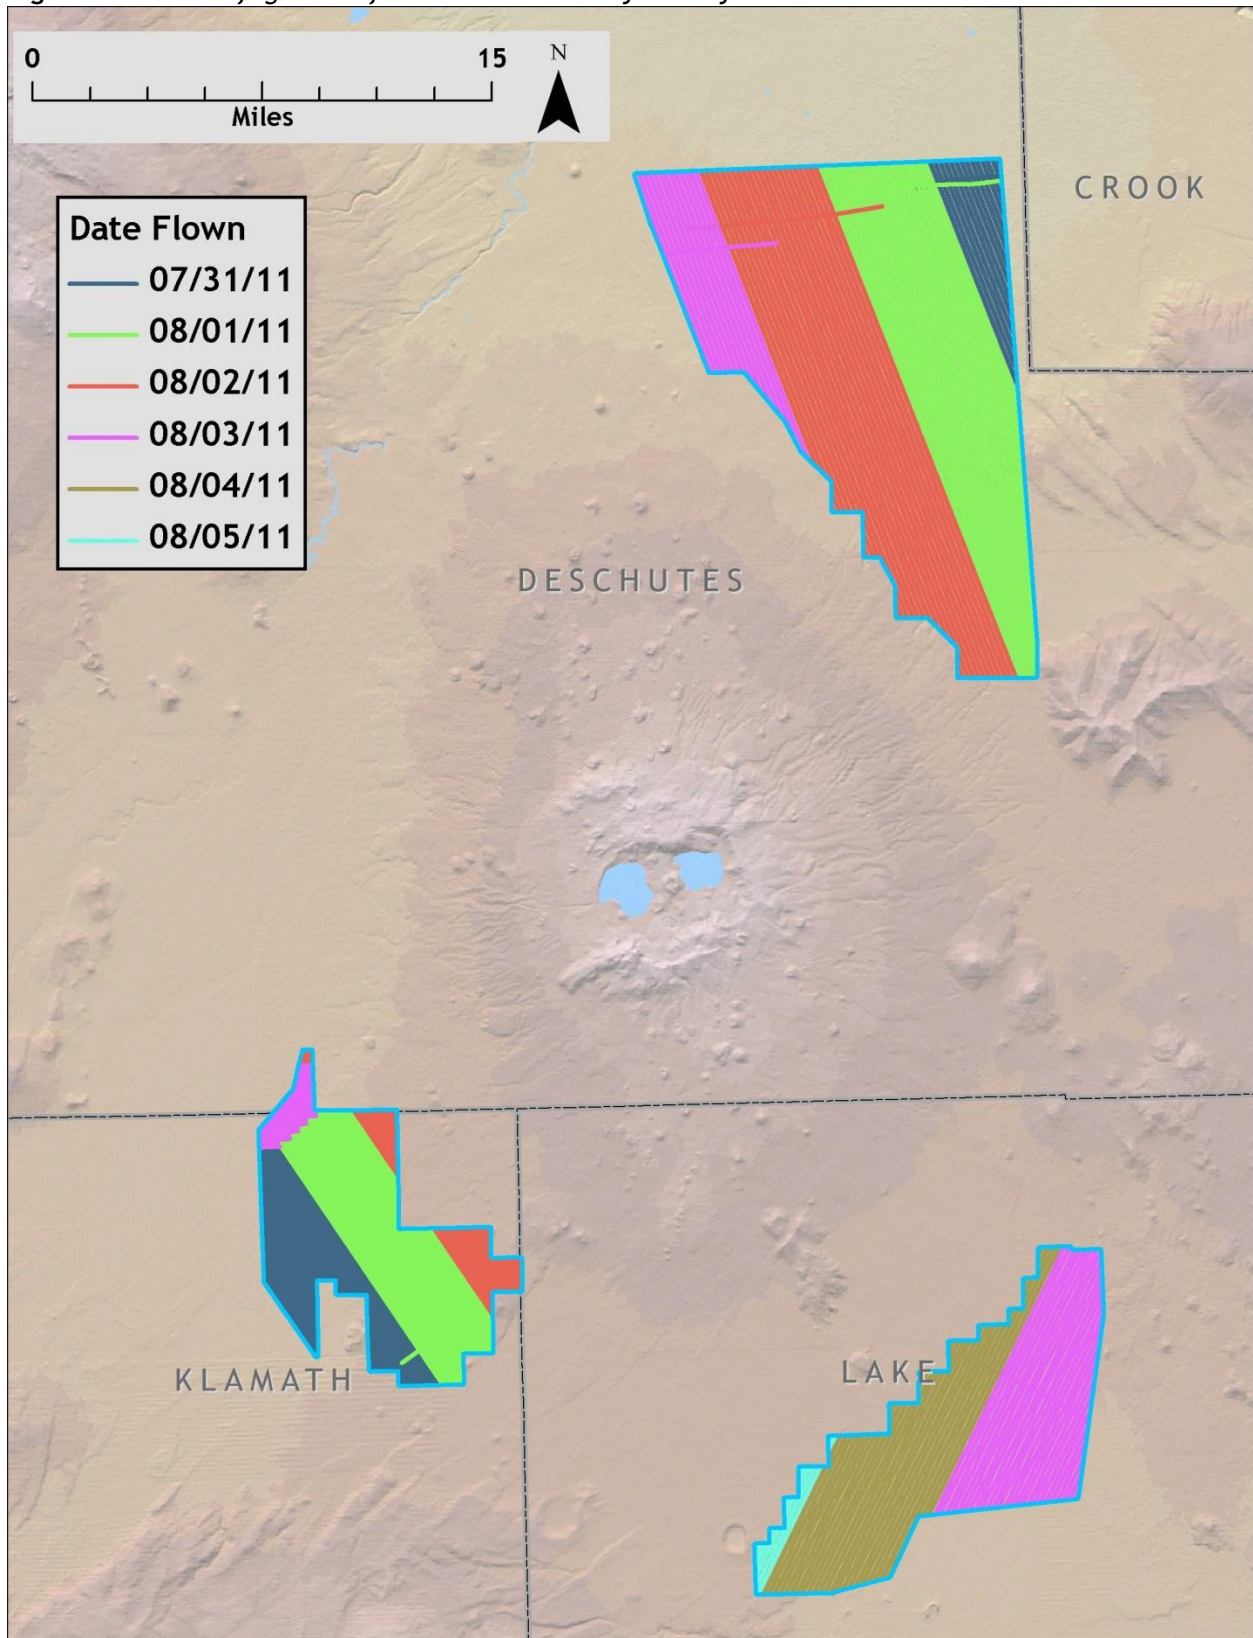 0 15
N
Miles
Date Flown
07/31/11
08/01/11
08/02/11
08/03/11
08/04/11
08/05/11
CROOK
DESCHUTES
KLAMATH
LAKE